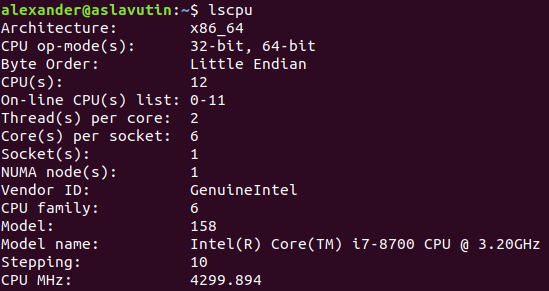 alexander@aslavutin:~$ lscpu
Architecture:        x86_64
CPU op-mode(s):      32-bit, 64-bit
Byte Order:          Little Endian
CPU(s):              12
On-line CPU(s) list: 0-11
Thread(s) per core:  2
Core(s) per socket:  6
Socket(s):           1
NUMA node(s):        1
Vendor ID:           GenuineIntel
CPU family:          6
Model:               158
Model name:          Intel(R) Core(TM) i7-8700 CPU @ 3.20GHz
Stepping:            10
CPU MHz:             4299.894